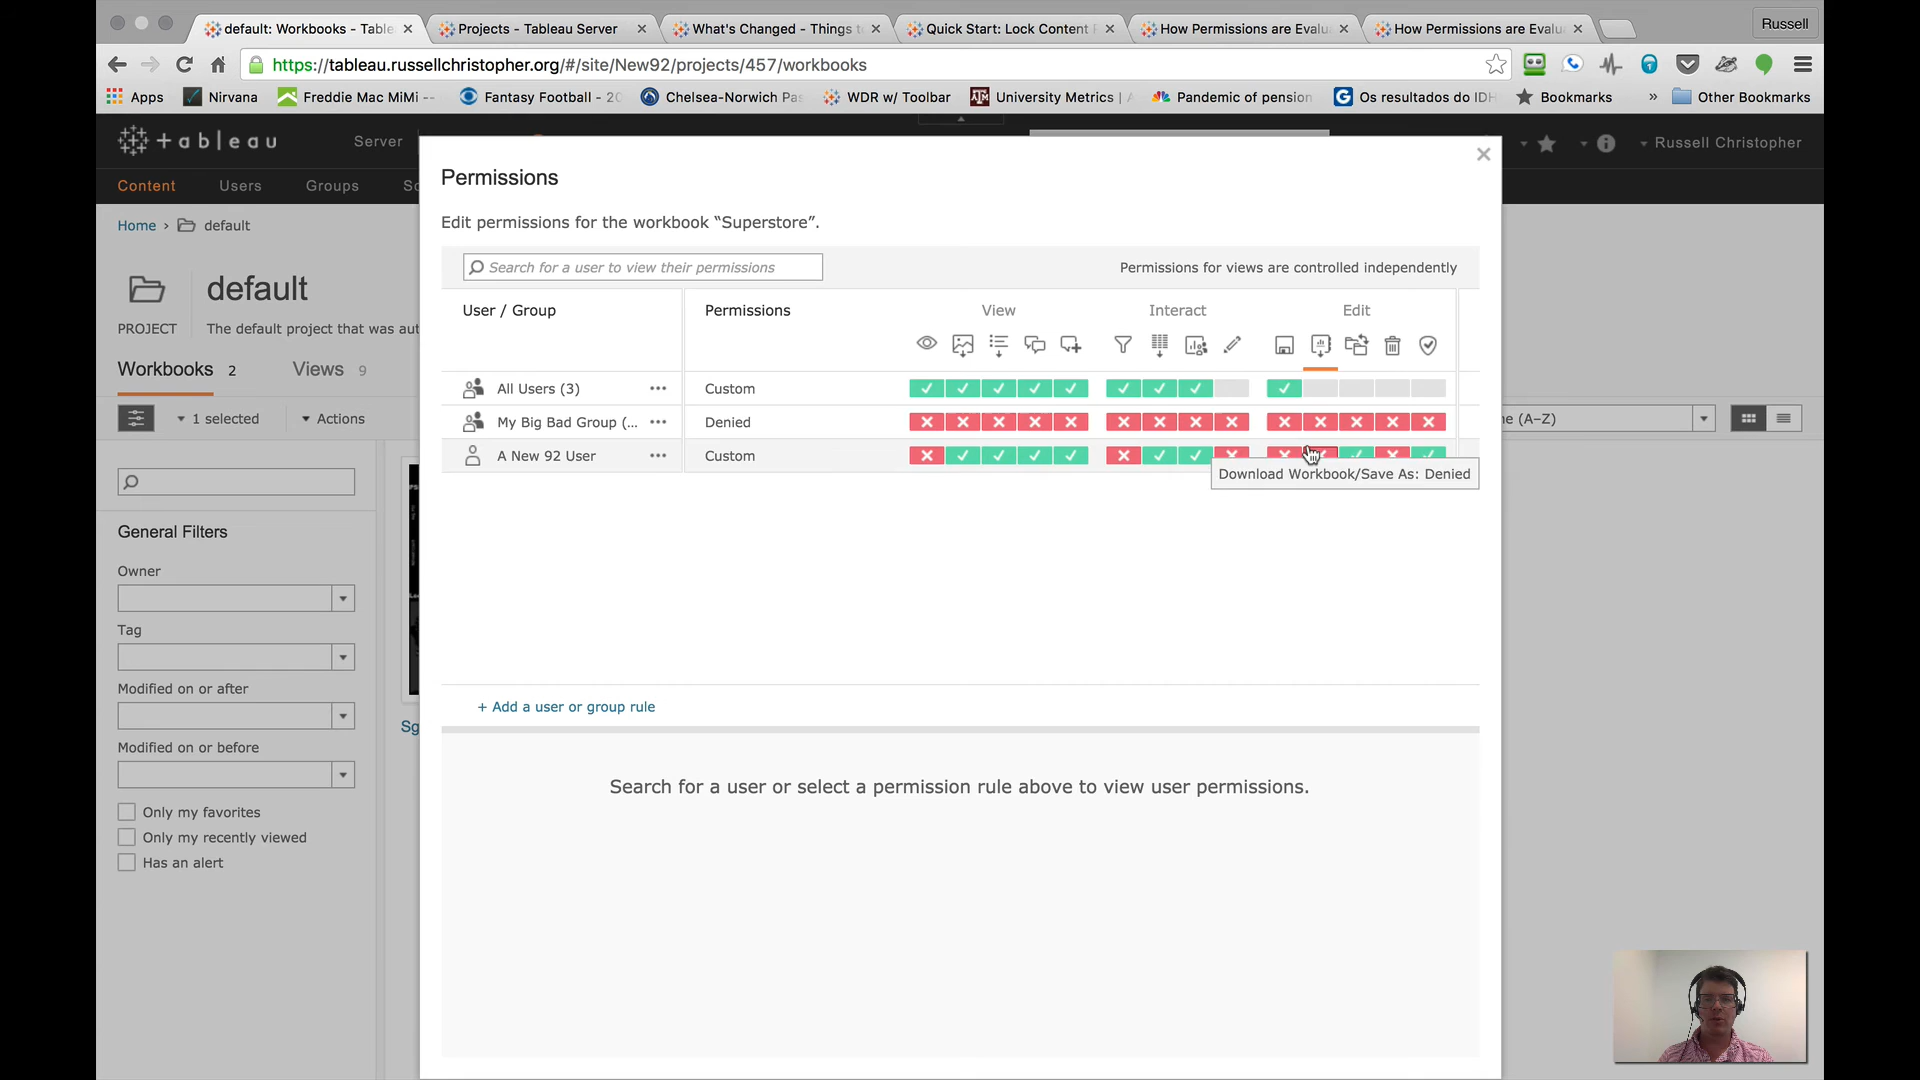 default: Workbooks - Table
Projects - Tableau Server
What's Changed - Things t
Quick Start: Lock Content P
How Permissions are Evalu
How Permissions are Evalu
Russell
https://tableau.russellchristopher.org/#/site/New92/projects/457/workbooks
Apps
Nirvana
Freddie Mac MiMi --
Fantasy Football - 20
Chelsea-Norwich Pas
WDR w/ Toolbar
University Metrics |
Pandemic of pension
Os resultados do IDH
Bookmarks
»
Other Bookmarks
+ a b l e a u
Server
Russell Christopher
Content
Users
Groups
Sc
Home › default
default
PROJECT
The default project that was aut
Workbooks 2
Views 9
1 selected
Actions
General Filters
Owner
Tag
Modified on or after
Modified on or before
Only my favorites
Only my recently viewed
Has an alert
Sg
ne (A–Z)
Permissions
Edit permissions for the workbook “Superstore”.
Search for a user to view their permissions
Permissions for views are controlled independently
User / Group
Permissions
View
Interact
Edit
All Users (3)
•••
Custom
My Big Bad Group (...
•••
Denied
A New 92 User
•••
Custom
Download Workbook/Save As: Denied
+ Add a user or group rule
Search for a user or select a permission rule above to view user permissions.